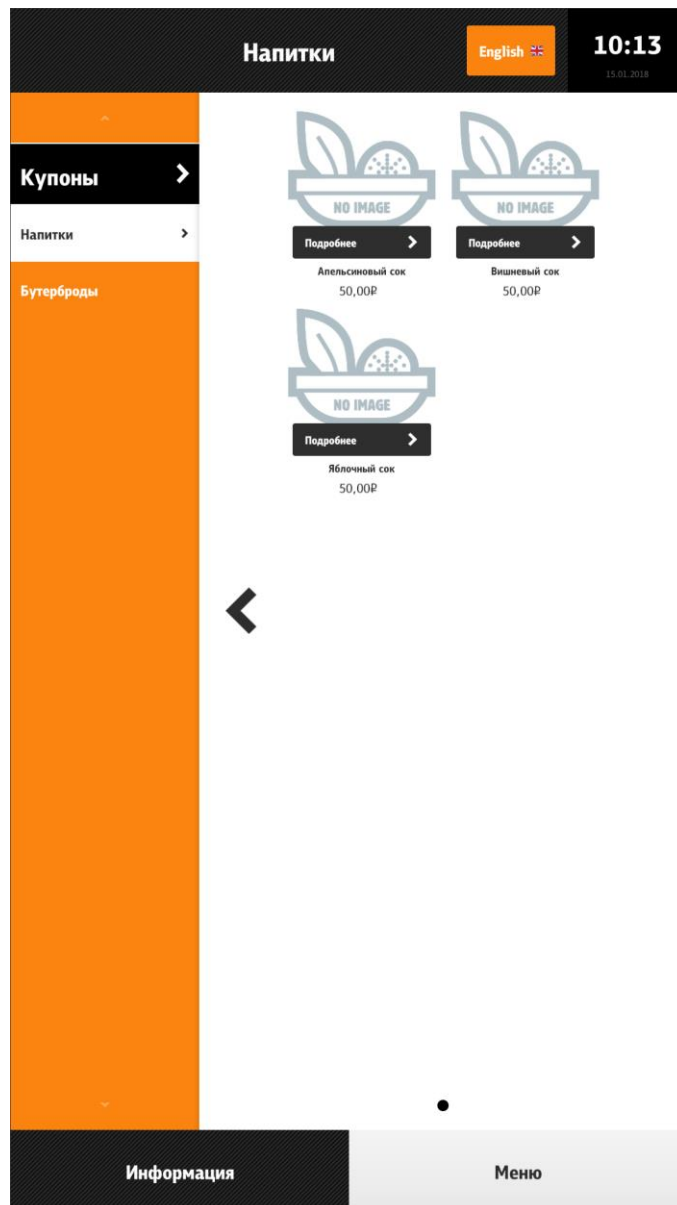 Напитки
English
10:13
15.01.2018
Купоны
Напитки
Бутерброды
NO IMAGE
NO IMAGE
Подробнее
Подробнее
Апельсиновый сок
Вишневый сок
50,00₽
50,00₽
NO IMAGE
Подробнее
Яблочный сок
50,00₽
Информация
Меню